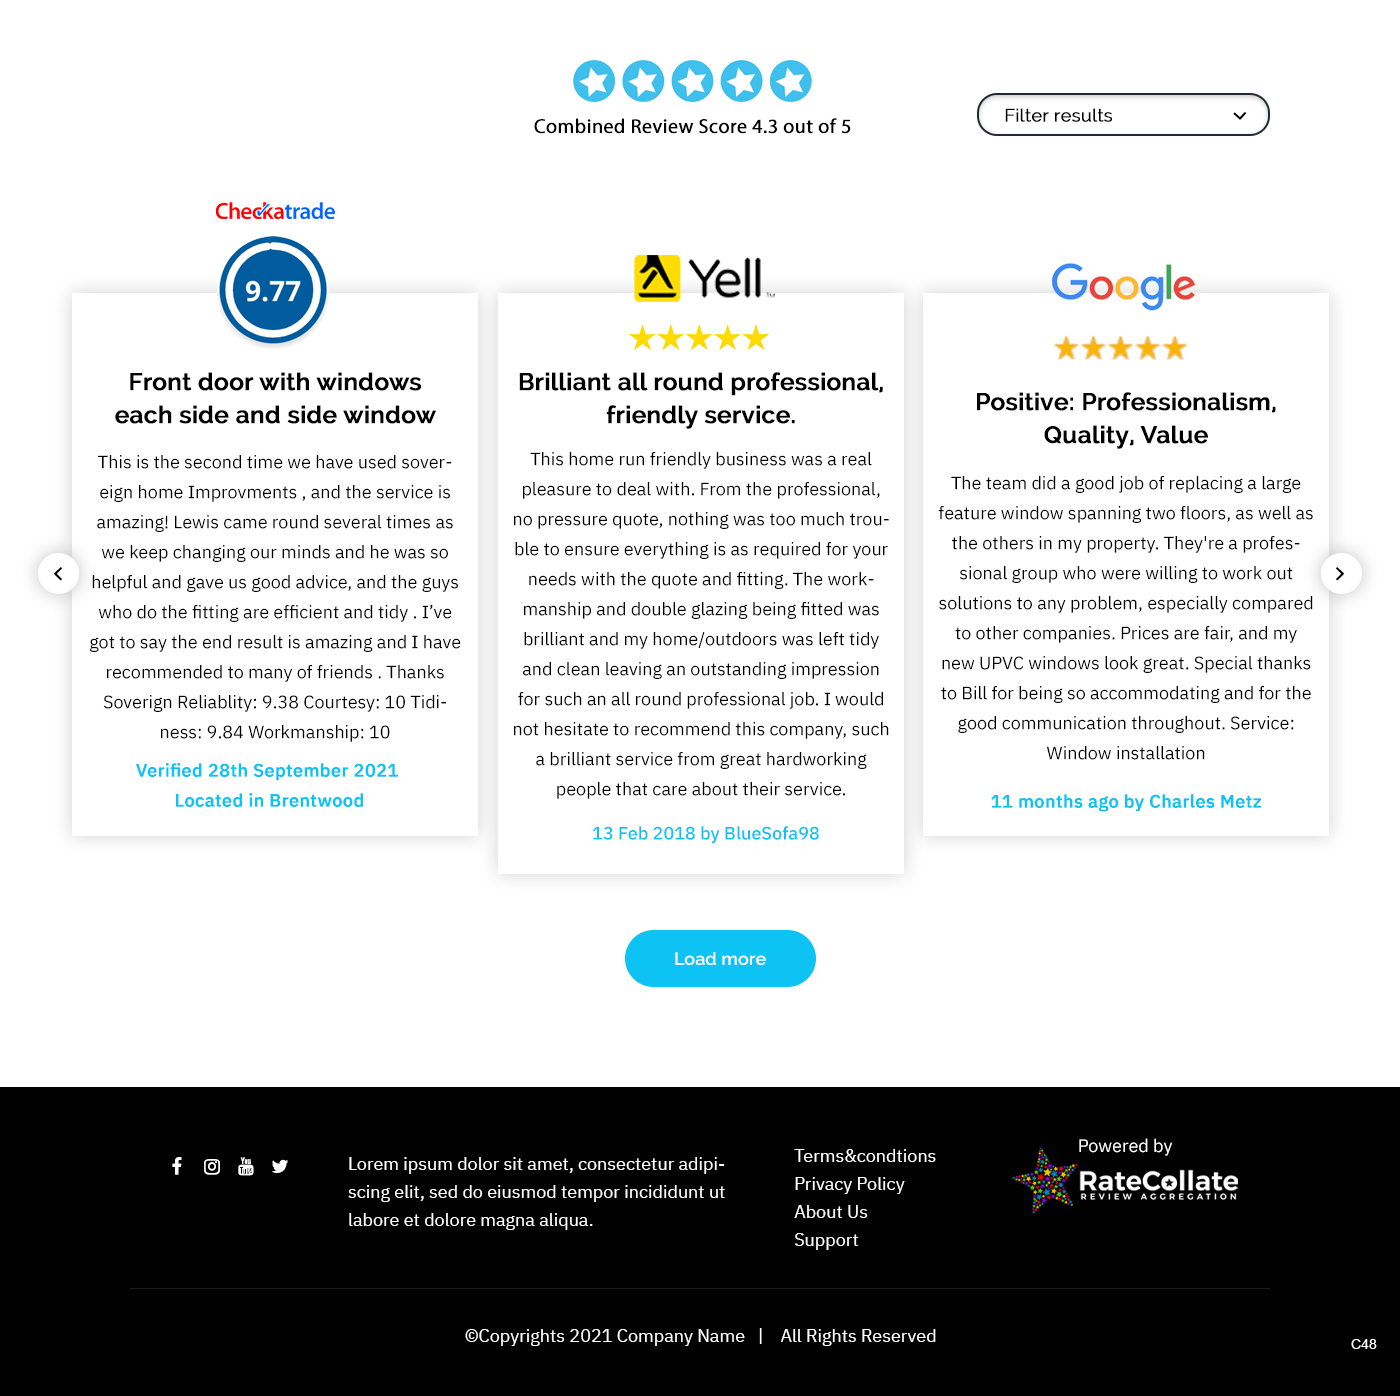 Combined Review Score 4.3 out of 5
Filter results
Checkatrade
9.77
Front door with windows
each side and side window
This is the second time we have used sover-
eign home Improvments , and the service is
amazing! Lewis came round several times as
we keep changing our minds and he was so
helpful and gave us good advice, and the guys
who do the fitting are efficient and tidy . I’ve
got to say the end result is amazing and I have
recommended to many of friends . Thanks
Soverign Reliablity: 9.38 Courtesy: 10 Tidi-
ness: 9.84 Workmanship: 10
Verified 28th September 2021
Located in Brentwood
Yell TM
Brilliant all round professional,
friendly service.
This home run friendly business was a real
pleasure to deal with. From the professional,
no pressure quote, nothing was too much trou-
ble to ensure everything is as required for your
needs with the quote and fitting. The work-
manship and double glazing being fitted was
brilliant and my home/outdoors was left tidy
and clean leaving an outstanding impression
for such an all round professional job. I would
not hesitate to recommend this company, such
a brilliant service from great hardworking
people that care about their service.
13 Feb 2018 by BlueSofa98
Google
Positive: Professionalism,
Quality, Value
The team did a good job of replacing a large
feature window spanning two floors, as well as
the others in my property. They're a profes-
sional group who were willing to work out
solutions to any problem, especially compared
to other companies. Prices are fair, and my
new UPVC windows look great. Special thanks
to Bill for being so accommodating and for the
good communication throughout. Service:
Window installation
11 months ago by Charles Metz
Load more
You Tube
Lorem ipsum dolor sit amet, consectetur adipi-
scing elit, sed do eiusmod tempor incididunt ut
labore et dolore magna aliqua.
Terms&condtions
Privacy Policy
About Us
Support
Powered by
RateCollate
REVIEW AGGREGATION
©Copyrights 2021 Company Name | All Rights Reserved
C48